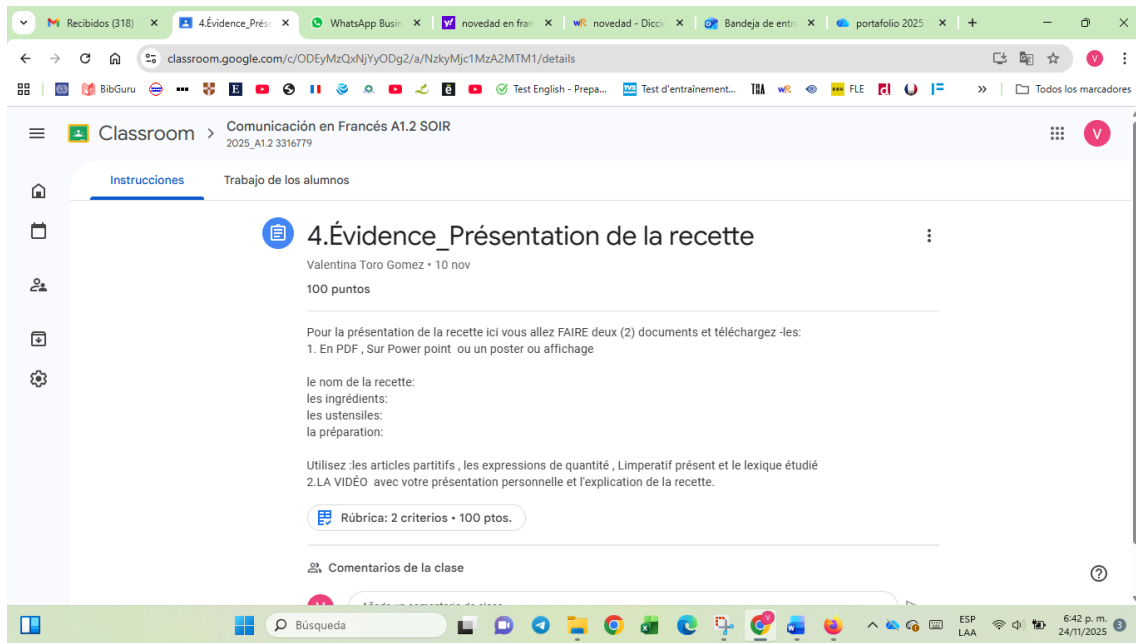 Recibidos (318) -
4.Évidence_Prése
WhatsApp Busin
novedad en fran
novedad - Diccio
Bandeja de entra
portafolio 2025
classroom.google.com/c/ODEyMzQxNjYyODg2/a/NzkyMjc1MzA2MTM1/details
BibGuru
Test English - Prepa...
Test d'entraînement...
FLE
Todos los marcadores
Classroom
Comunicación en Francés A1.2 SOIR
2025_A1.2 3316779
V
Instrucciones
Trabajo de los alumnos
4.Évidence_Présentation de la recette
Valentina Toro Gomez • 10 nov
100 puntos
Pour la présentation de la recette ici vous allez FAIRE deux (2) documents et téléchargez -les:
1. En PDF , Sur Power point ou un poster ou affichage
le nom de la recette:
les ingrédients:
les ustensiles:
la préparation:
Utilisez :les articles partitifs , les expressions de quantité , Limperatif présent et le lexique étudié
2.LA VIDÉO avec votre présentation personnelle et l'explication de la recette.
Rúbrica: 2 criterios • 100 ptos.
Comentarios de la clase
Búsqueda
ESP
LAA
6:42 p. m.
24/11/2025
3